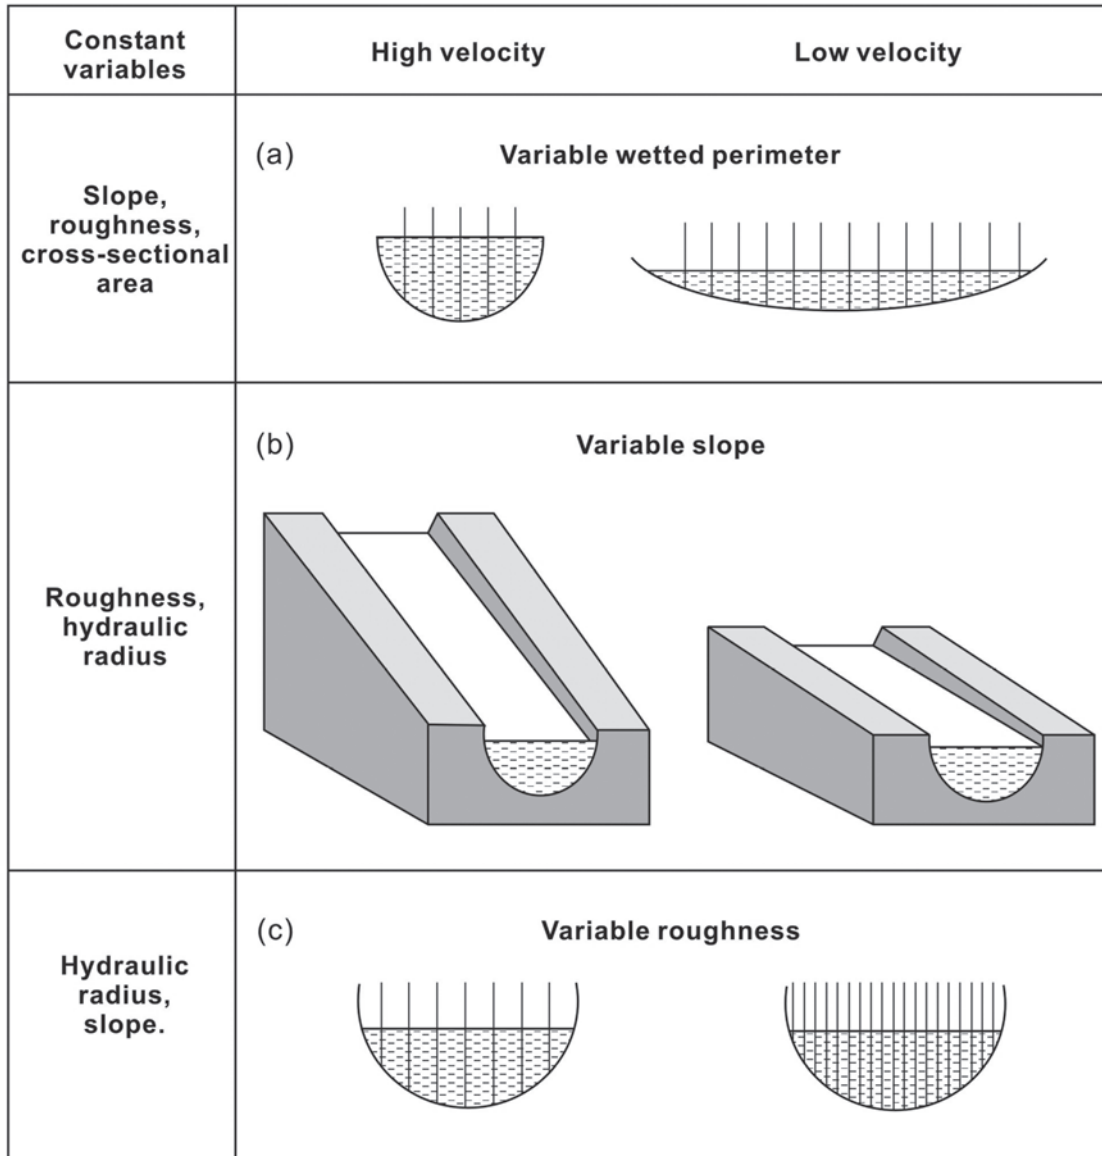 Constant
variables
High velocity
Low velocity
Slope,
roughness,
cross-sectional
area
(a)
Variable wetted perimeter
Roughness,
hydraulic
radius
(b)
Variable slope
Hydraulic
radius,
slope.
(c)
Variable roughness